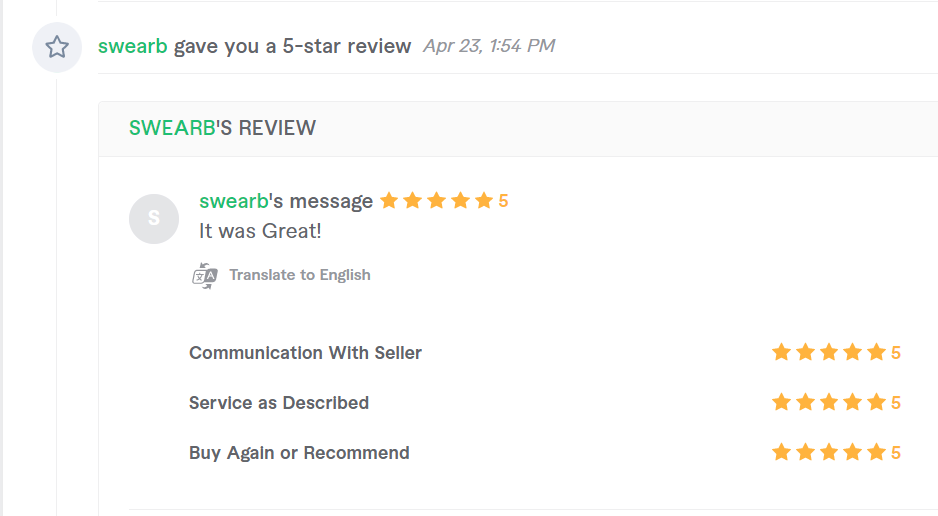 swearb gave you a 5-star review Apr 23, 1:54 PM
SWEARB'S REVIEW
S
swearb's message 5
It was Great!
Translate to English
Communication With Seller 5
Service as Described 5
Buy Again or Recommend 5